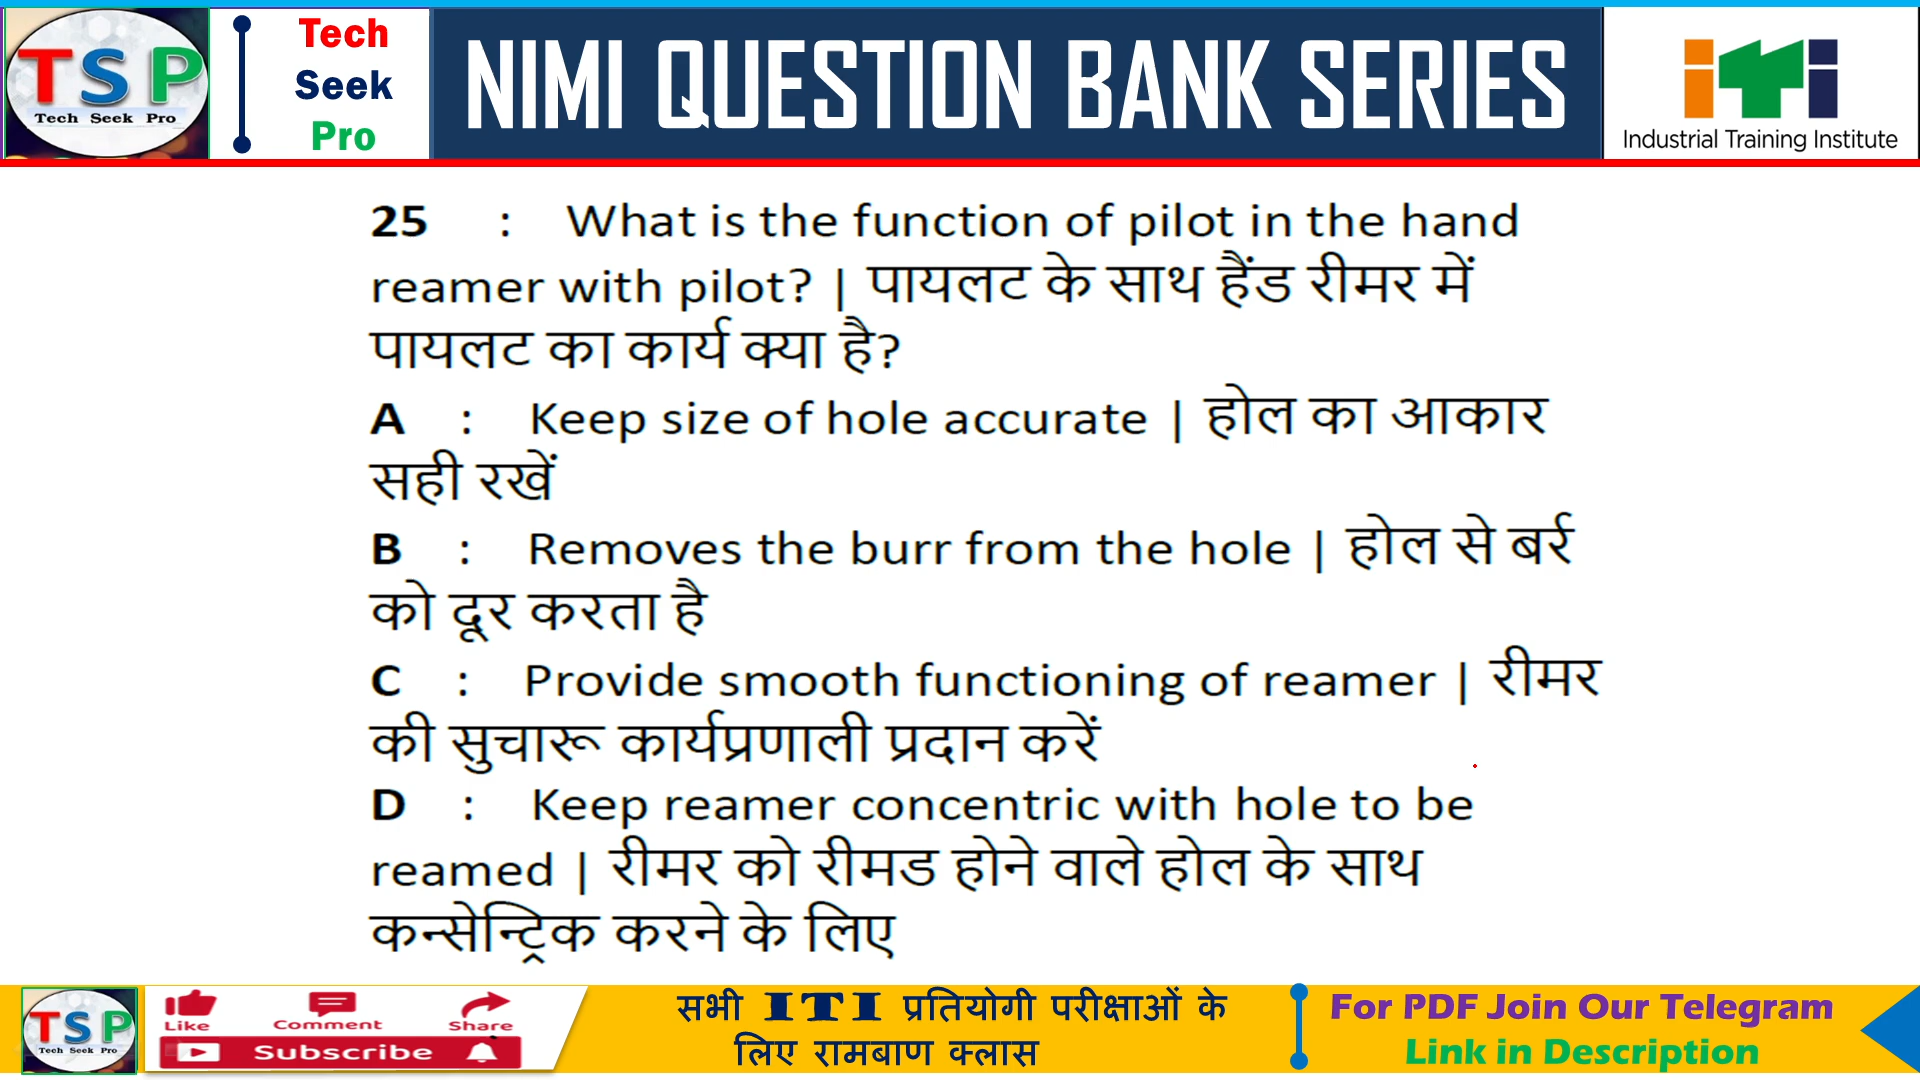 TSP
Tech Seek Pro
Tech
Seek
Pro
NIMI QUESTION BANK SERIES
iTi
Industrial Training Institute
25 : What is the function of pilot in the hand
reamer with pilot? | पायलट के साथ हैंड रीमर में
पायलट का कार्य क्या है?
A : Keep size of hole accurate | होल का आकार
सही रखें
B : Removes the burr from the hole | होल से बर्र
को दूर करता है
C : Provide smooth functioning of reamer | रीमर
की सुचारू कार्यप्रणाली प्रदान करें
D : Keep reamer concentric with hole to be
reamed | रीमर को रीमड होने वाले होल के साथ
कन्सेन्ट्रिक करने के लिए
TSP
Tech Seek Pro
Like Comment Share
Subscribe
सभी ITI प्रतियोगी परीक्षाओं के
लिए रामबाण क्लास
For PDF Join Our Telegram
Link in Description